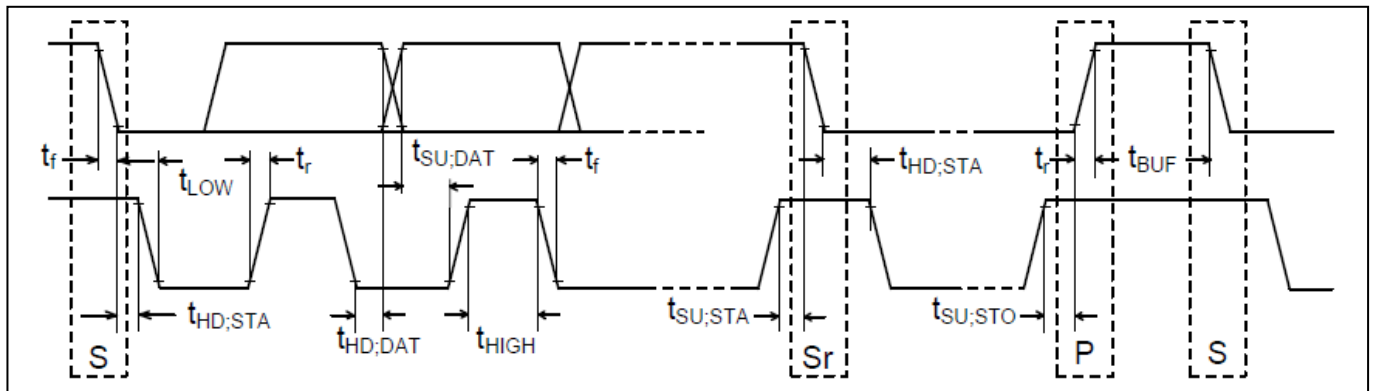 tf
tLOW
tr
tSU;DAT
tf
tHD;STA
tr
tBUF
tHD;STA
tHD;DAT
tHIGH
tSU;STA
tSU;STO
S
Sr
P
S